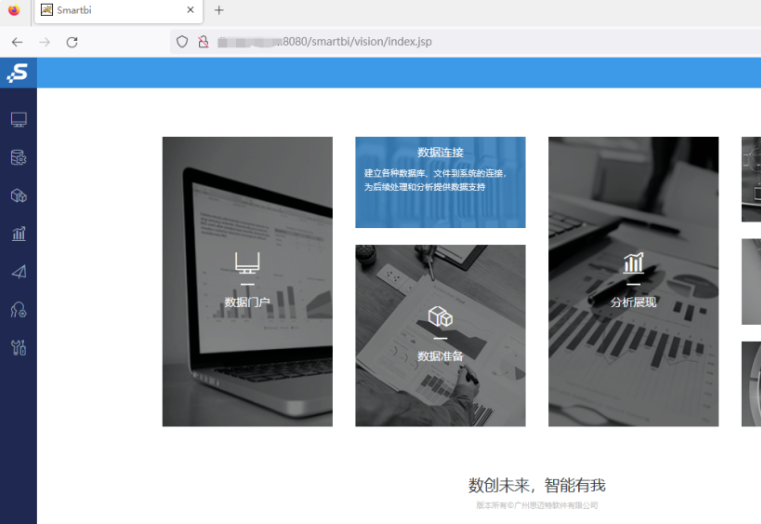 Smartbi
:8080/smartbi/vision/index.jsp
数据连接
建立各种数据库、文件到系统的连接，
为后续处理和分析提供数据支持
数据门户
分析展现
数据准备
数创未来，智能有我
版本所有©广州思迈特软件有限公司